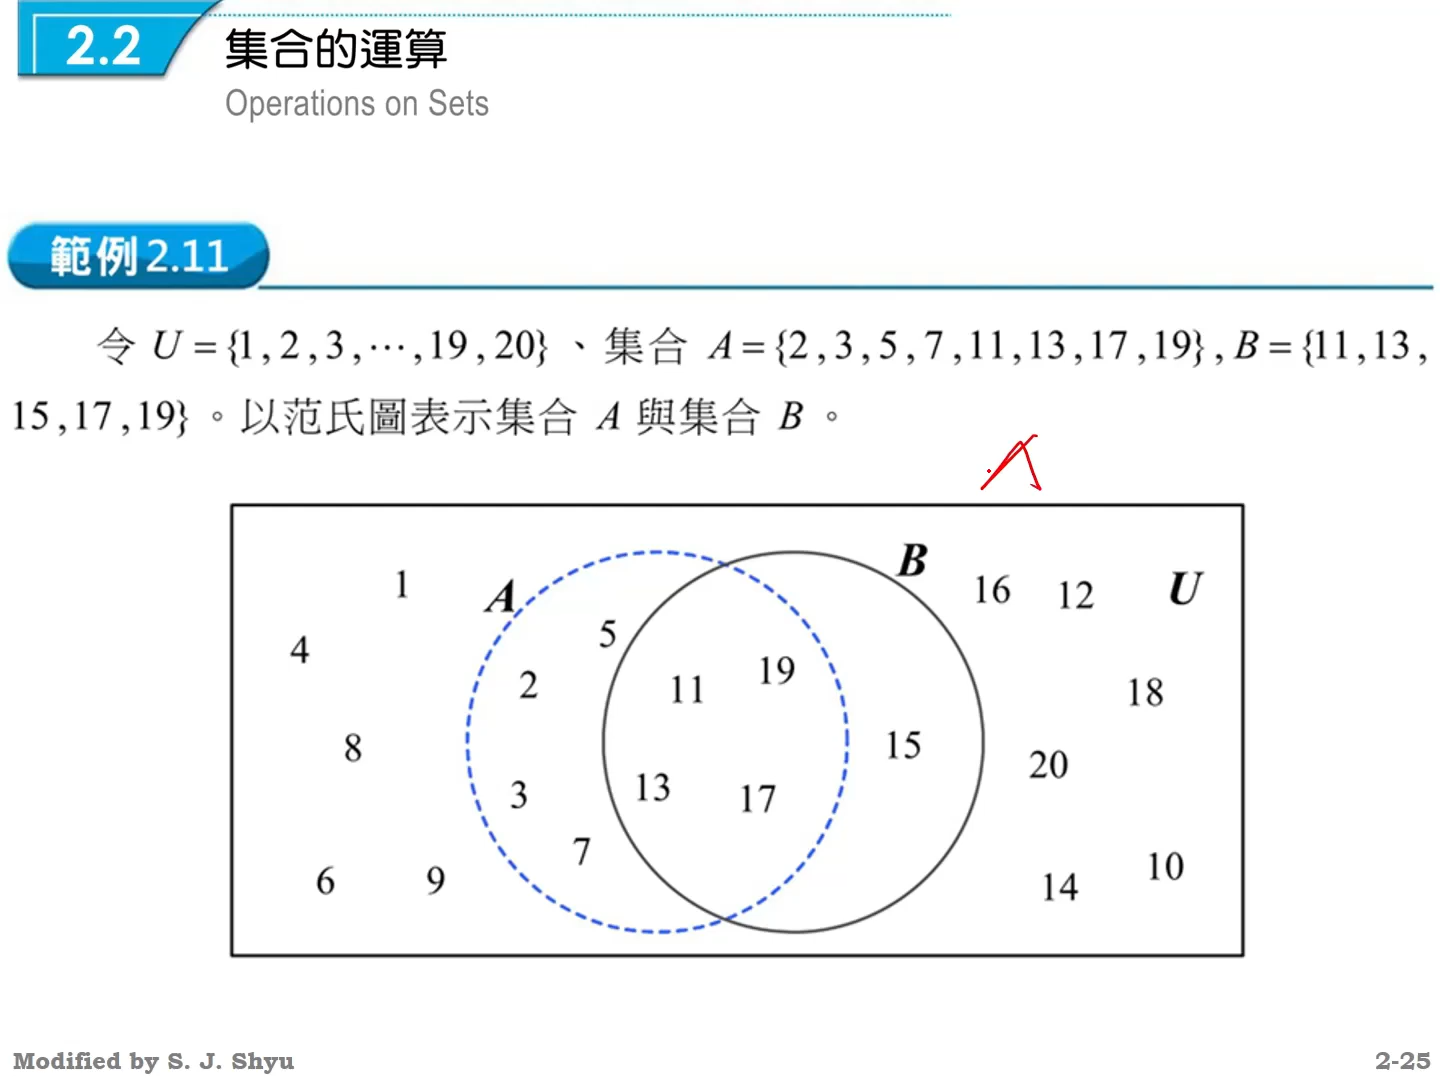 2.2 集合的運算
Operations on Sets
範例2.11
令 U = {1 , 2 , 3 , ⋯ , 19 , 20} 、集合 A = {2 , 3 , 5 , 7 , 11 , 13 , 17 , 19} , B = {11 , 13 ,
15 , 17 , 19} 。以范氏圖表示集合 A 與集合 B 。
B
1 A 16 12 U
4 5
2 11 19 18
8 15 20
3 13 17
7
6 9 14 10
Modified by S. J. Shyu 2-25